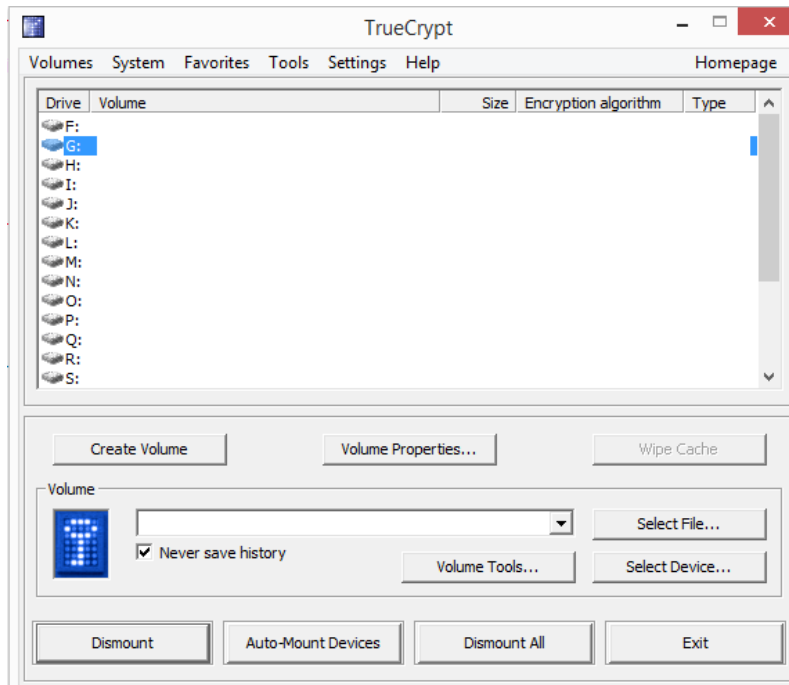 TrueCrypt
Volumes System Favorites Tools Settings Help Homepage
Drive Volume Size Encryption algorithm Type
F:
G:
H:
I:
J:
K:
L:
M:
N:
O:
P:
Q:
R:
S:
Create Volume Volume Properties... Wipe Cache
Volume
Select File...
Never save history
Volume Tools... Select Device...
Dismount Auto-Mount Devices Dismount All Exit